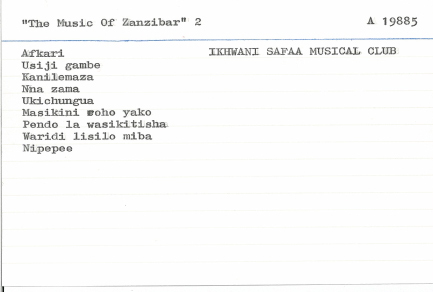 "The Music Of Zanzibar" 2 A 19885
Afkari IKHWANI SAFAA MUSICAL CLUB
Usiji gambe
Kanilemaza
Nna zama
Ukichungua
Masikini roho yako
Pendo la wasikitisha
Waridi lisilo miba
Nipepee